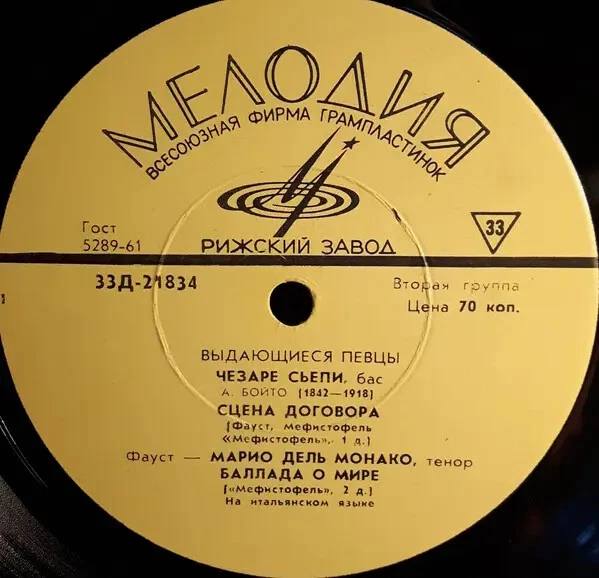 МЕЛОДИЯ
ВСЕСОЮЗНАЯ ФИРМА ГРАМПЛАСТИНОК
Гост
5289-61
33
РИЖСКИЙ ЗАВОД
33Д-21834
Вторая группа
Цена 70 коп.
ВЫДАЮЩИЕСЯ ПЕВЦЫ
ЧЕЗАРЕ СЬЕПИ, бас
А. БОЙТО (1842—1918)
СЦЕНА ДОГОВОРА
(Фауст, Мефистофель
«Мефистофель», 1 д.)
Фауст — МАРИО ДЕЛЬ МОНАКО, тенор
БАЛЛАДА О МИРЕ
(«Мефистофель», 2 д.)
На итальянском языке